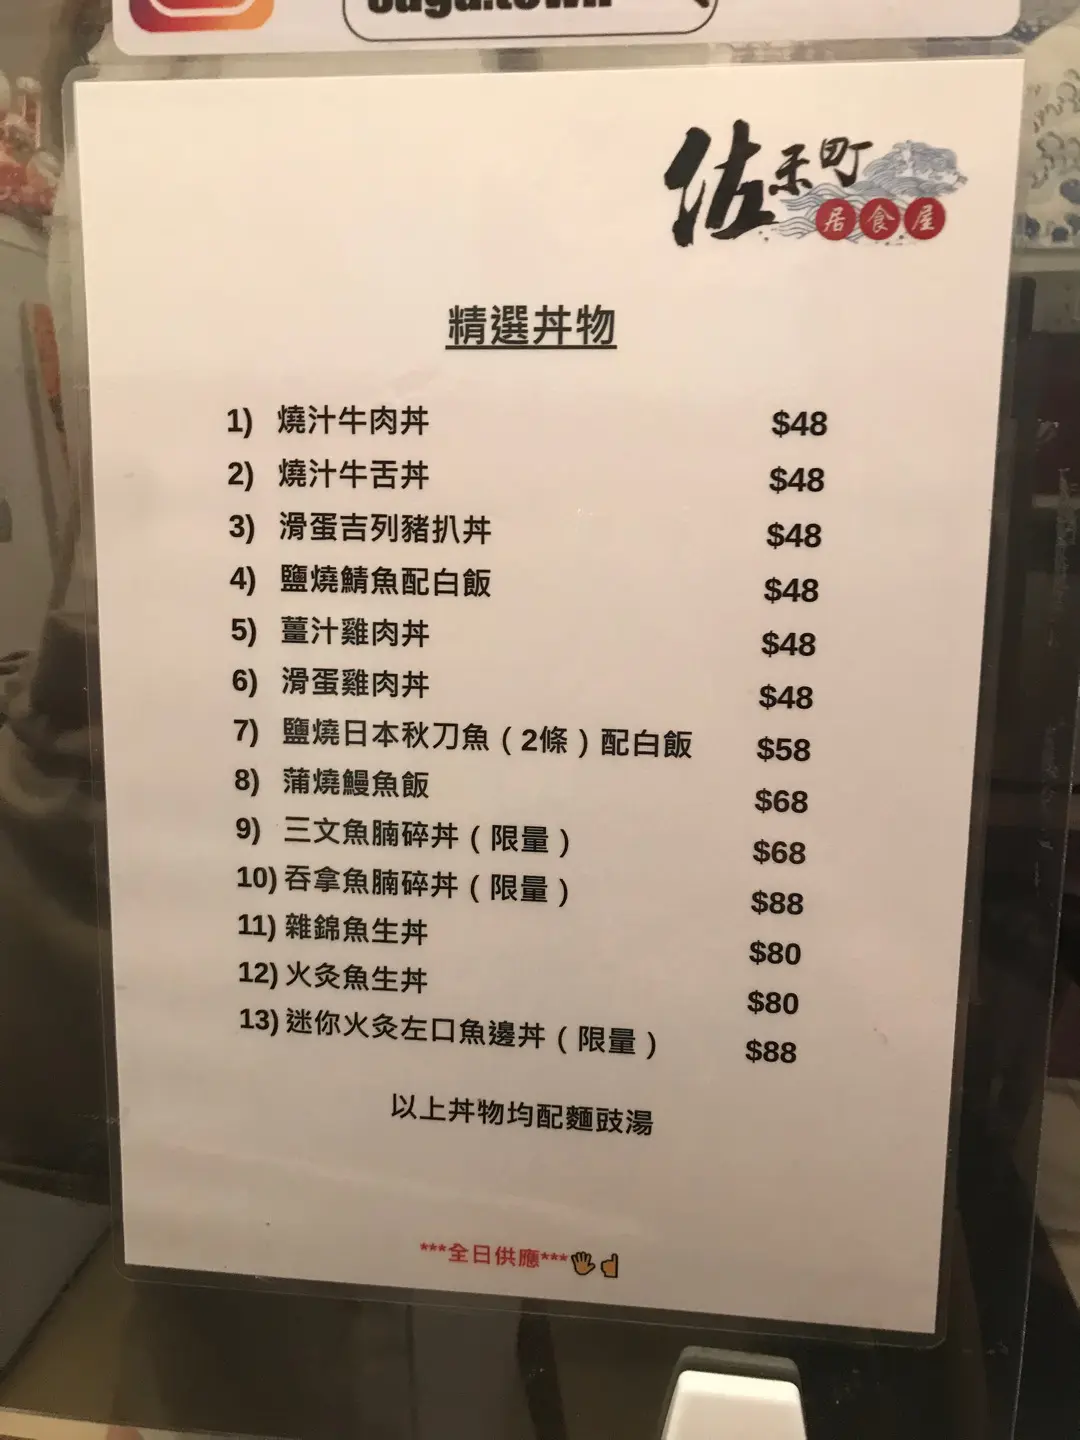 佐禾町
居食屋
精選丼物
1) 燒汁牛肉丼 $48
2) 燒汁牛舌丼 $48
3) 滑蛋吉列豬扒丼 $48
4) 鹽燒鯖魚配白飯 $48
5) 薑汁雞肉丼 $48
6) 滑蛋雞肉丼 $48
7) 鹽燒日本秋刀魚（2條）配白飯 $58
8) 蒲燒鰻魚飯 $68
9) 三文魚腩碎丼（限量） $68
10) 吞拿魚腩碎丼（限量） $88
11) 雜錦魚生丼 $80
12) 火灸魚生丼 $80
13) 迷你火灸左口魚邊丼（限量） $88
以上丼物均配麵豉湯
***全日供應***